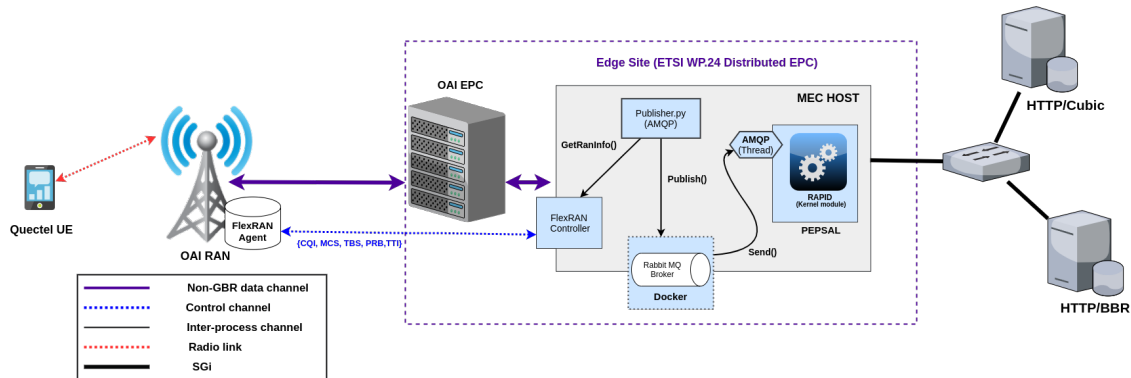 Edge Site (ETSI WP.24 Distributed EPC)
OAI EPC
MEC HOST
Publisher.py
(AMQP)
GetRanInfo()
Publish()
AMQP
(Thread)
RAPID
(Kernel module)
PEPSAL
HTTP/Cubic
Quectel UE
FlexRAN
Agent
OAI RAN
{CQI, MCS, TBS, PRB,TTI}
FlexRAN
Controller
Rabbit MQ
Broker
Docker
Send()
HTTP/BBR
Non-GBR data channel
Control channel
Inter-process channel
Radio link
SGi